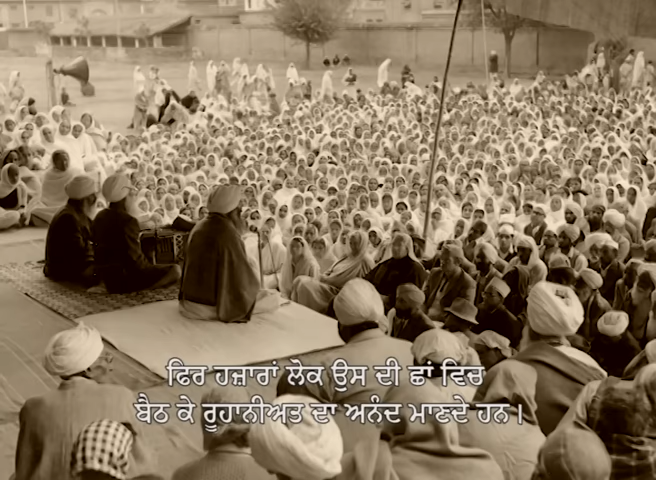 ਫਿਰ ਹਜ਼ਾਰਾਂ ਲੋਕ ਉਸ ਦੀ ਛਾਂ ਵਿਚ
ਬੈਠ ਕੇ ਰੂਹਾਨੀਅਤ ਦਾ ਅਨੰਦ ਮਾਣਦੇ ਹਨ।